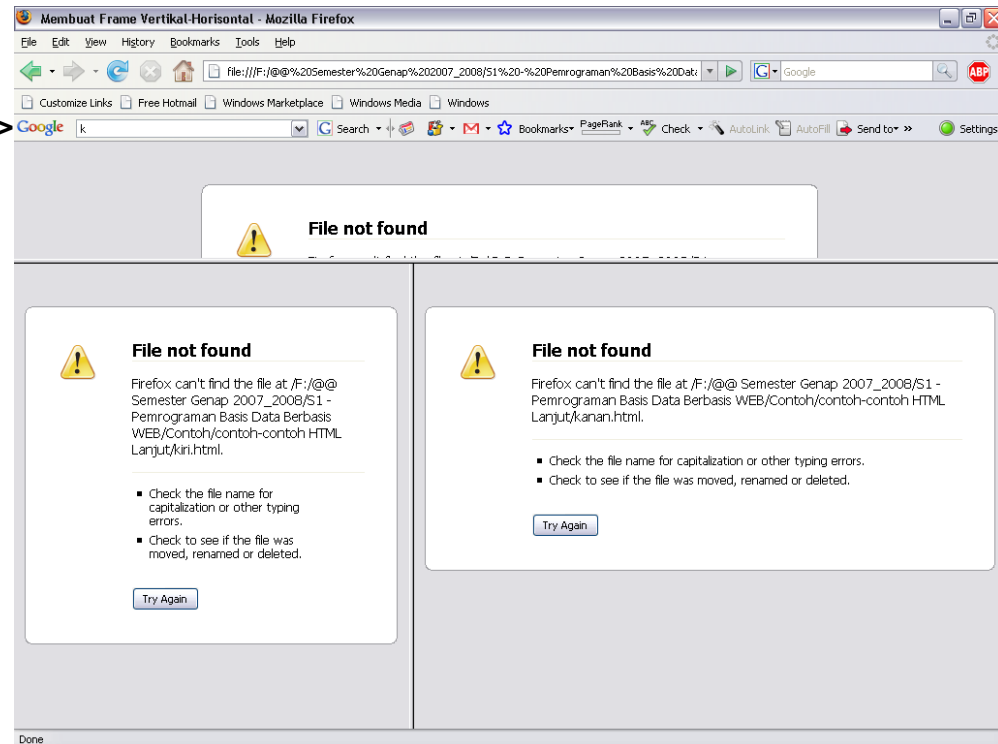 Membuat Frame Vertikal-Horisontal - Mozilla Firefox
File Edit View History Bookmarks Tools Help
file:///F:/@@%20Semester%20Genap%202007_2008/S1%20-%20Pemrograman%20Basis%20Data
G Google ABP
Customize Links Free Hotmail Windows Marketplace Windows Media Windows
> Google k G Search Bookmarks PageRank ABC Check AutoLink AutoFill Send to Settings
File not found
File not found
Firefox can't find the file at /F:/@@
Semester Genap 2007_2008/S1 -
Pemrograman Basis Data Berbasis
WEB/Contoh/contoh-contoh HTML
Lanjut/kiri.html.
Check the file name for
capitalization or other typing
errors.
Check to see if the file was
moved, renamed or deleted.
Try Again
File not found
Firefox can't find the file at /F:/@@ Semester Genap 2007_2008/S1 -
Pemrograman Basis Data Berbasis WEB/Contoh/contoh-contoh HTML
Lanjut/kanan.html.
Check the file name for capitalization or other typing errors.
Check to see if the file was moved, renamed or deleted.
Try Again
Done